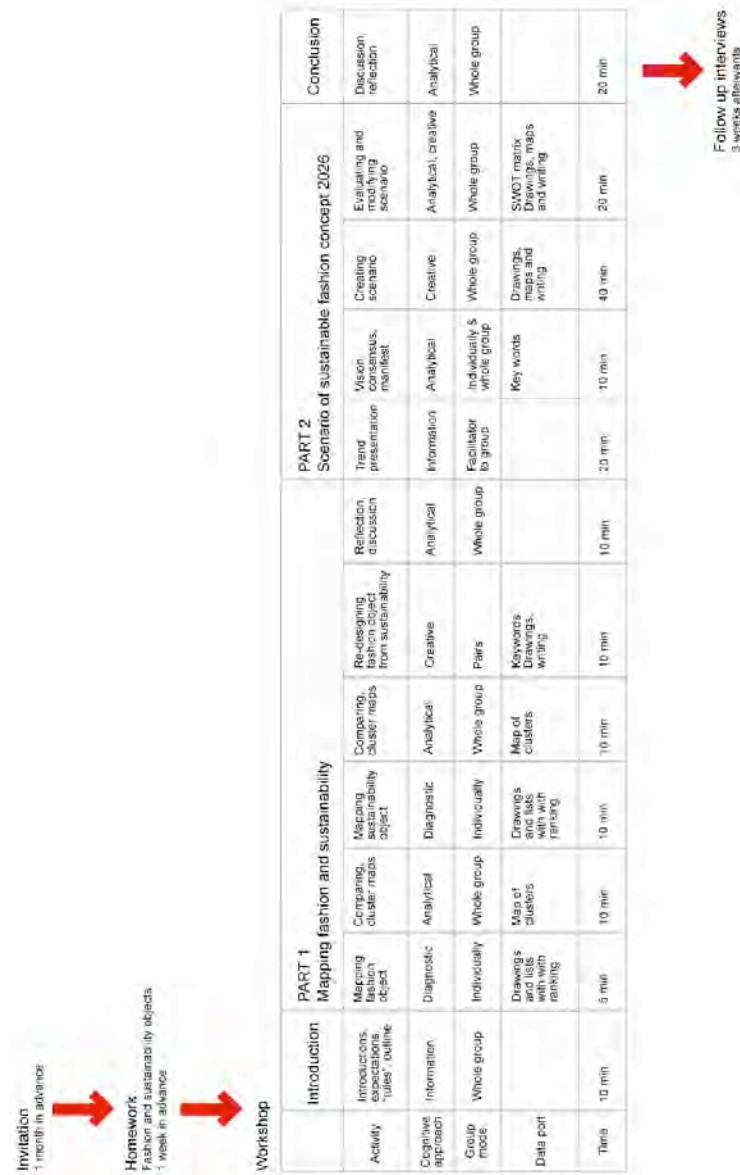 Invitation
1 month in advance
Homework
Fashion and sustainability objects
1 week in advance
Workshop
Introduction
PART 1
Mapping fashion and sustainability
PART 2
Scenario of sustainable fashion concept 2026
Conclusion
Activity
Introductions,
expectations,
"rules", outline
Mapping
fashion
object
Comparing,
cluster maps
Mapping
sustainability
object
Comparing,
cluster maps
Re-designing
fashion object
from sustainability
Reflection,
discussion
Trend
presentation
Vision
consensus,
manifest
Creating
scenario
Evaluating and
modifying
scenario
Discussion,
reflection
Cognitive
approach
Information
Diagnostic
Analytical
Diagnostic
Analytical
Creative
Analytical
Information
Analytical
Creative
Analytical, creative
Analytical
Group
mode
Whole group
Individually
Whole group
Individually
Whole group
Pairs
Whole group
Facilitator
to group
Individually &
whole group
Whole group
Whole group
Whole group
Data port
Drawings
and lists
with with
ranking
Map of
clusters
Drawings
and lists
with with
ranking
Map of
clusters
Keywords
Drawings,
writing
Key words
Drawings,
maps and
writing
SWOT matrix
Drawings, maps
and writing
Time
10 min
5 min
10 min
10 min
10 min
10 min
10 min
20 min
10 min
40 min
20 min
20 min
Follow up interviews
3 weeks afterwards